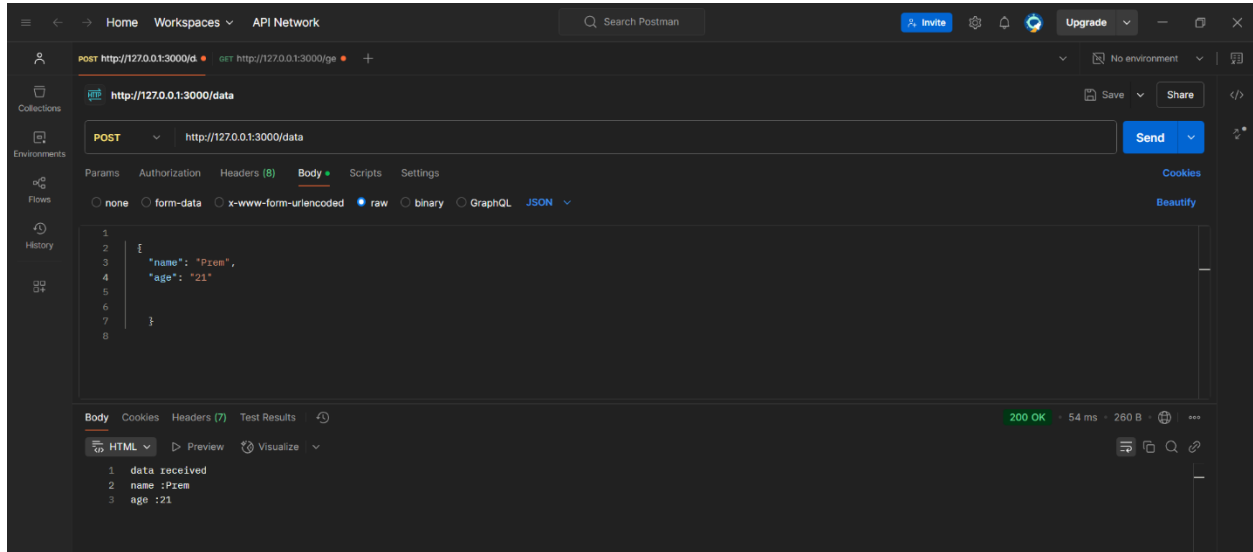 Home Workspaces API Network Search Postman Invite Upgrade
POST http://127.0.0.1:3000/d. GET http://127.0.0.1:3000/ge + No environment
HTTP http://127.0.0.1:3000/data Save Share
POST http://127.0.0.1:3000/data Send
Params Authorization Headers (8) Body Scripts Settings Cookies
none form-data x-www-form-urlencoded raw binary GraphQL JSON Beautify
Collections
Environments
Flows
History
1
2 {
3 "name": "Prem",
4 "age": "21"
5
6
7 }
8
Body Cookies Headers (7) Test Results 200 OK 54 ms 260 B
HTML Preview Visualize
1 data received
2 name :Prem
3 age :21